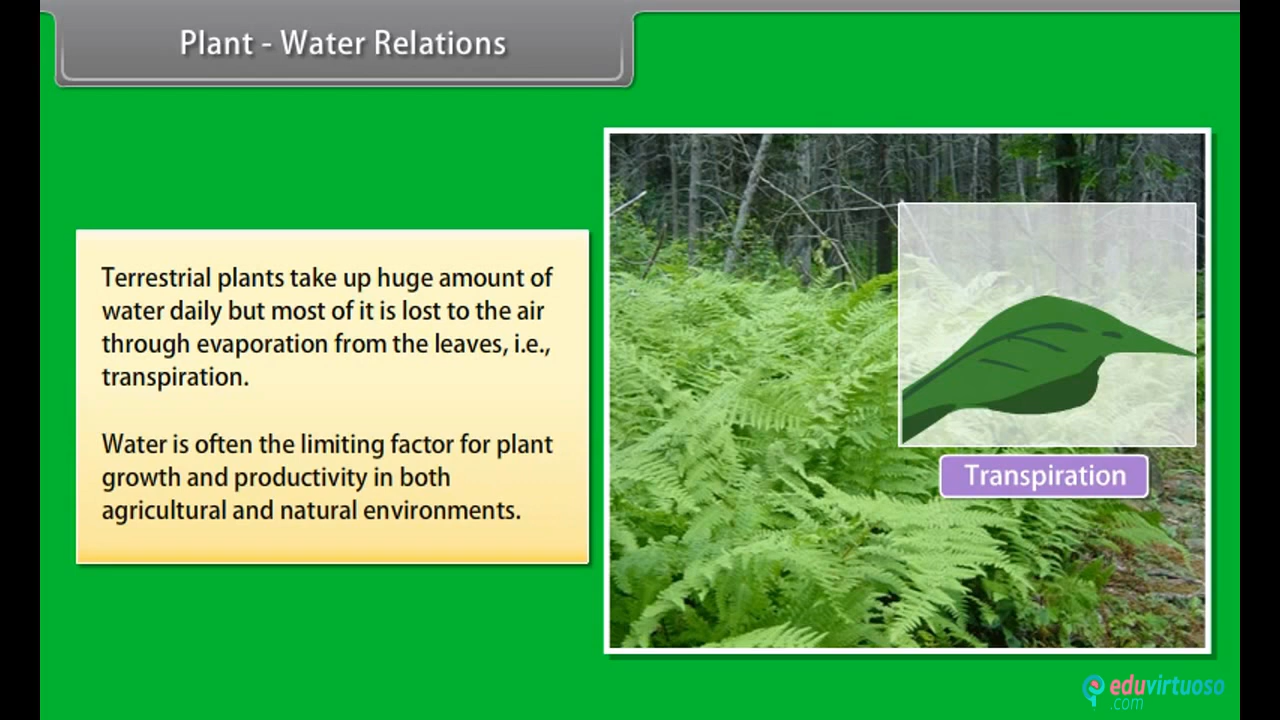 Plant - Water Relations
Terrestrial plants take up huge amount of
water daily but most of it is lost to the air
through evaporation from the leaves, i.e.,
transpiration.
Water is often the limiting factor for plant
growth and productivity in both
agricultural and natural environments.
Transpiration
eduvirtuoso
.com